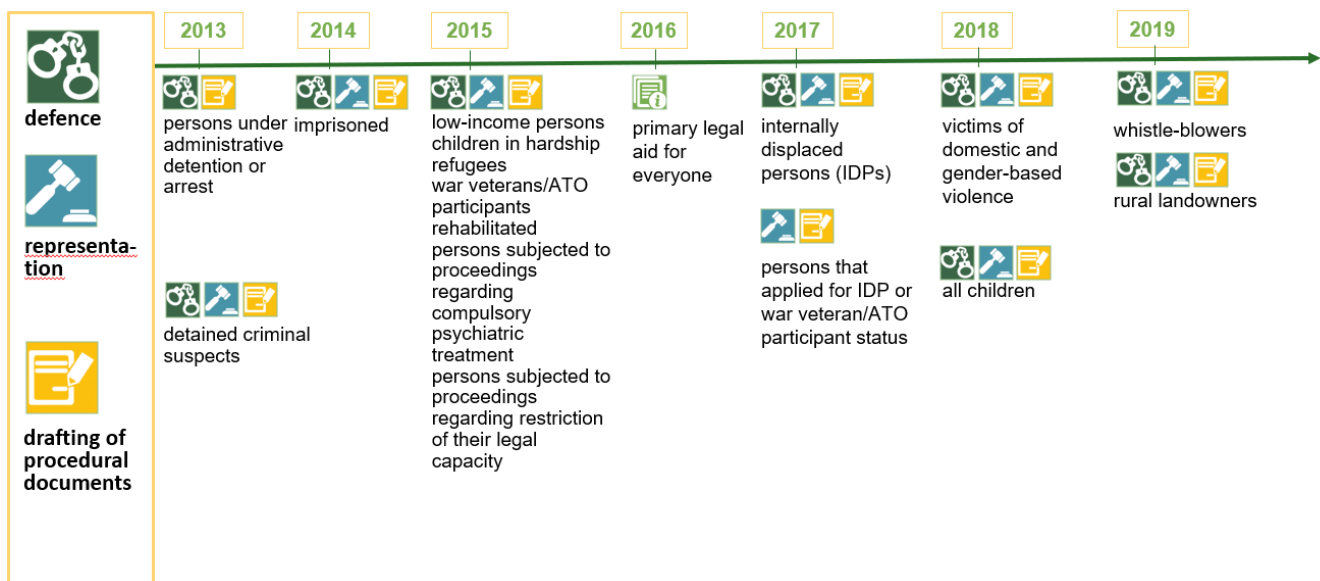 defence
representa-
tion
drafting of
procedural
documents
2013
persons under
administrative
detention or
arrest
detained criminal
suspects
2014
imprisoned
2015
low-income persons
children in hardship
refugees
war veterans/ATO
participants
rehabilitated
persons subjected to
proceedings
regarding
compulsory
psychiatric
treatment
persons subjected to
proceedings
regarding restriction
of their legal
capacity
2016
i
primary legal
aid for
everyone
2017
internally
displaced
persons (IDPs)
persons that
applied for IDP or
war veteran/ATO
participant status
2018
victims of
domestic and
gender-based
violence
all children
2019
whistle-blowers
rural landowners